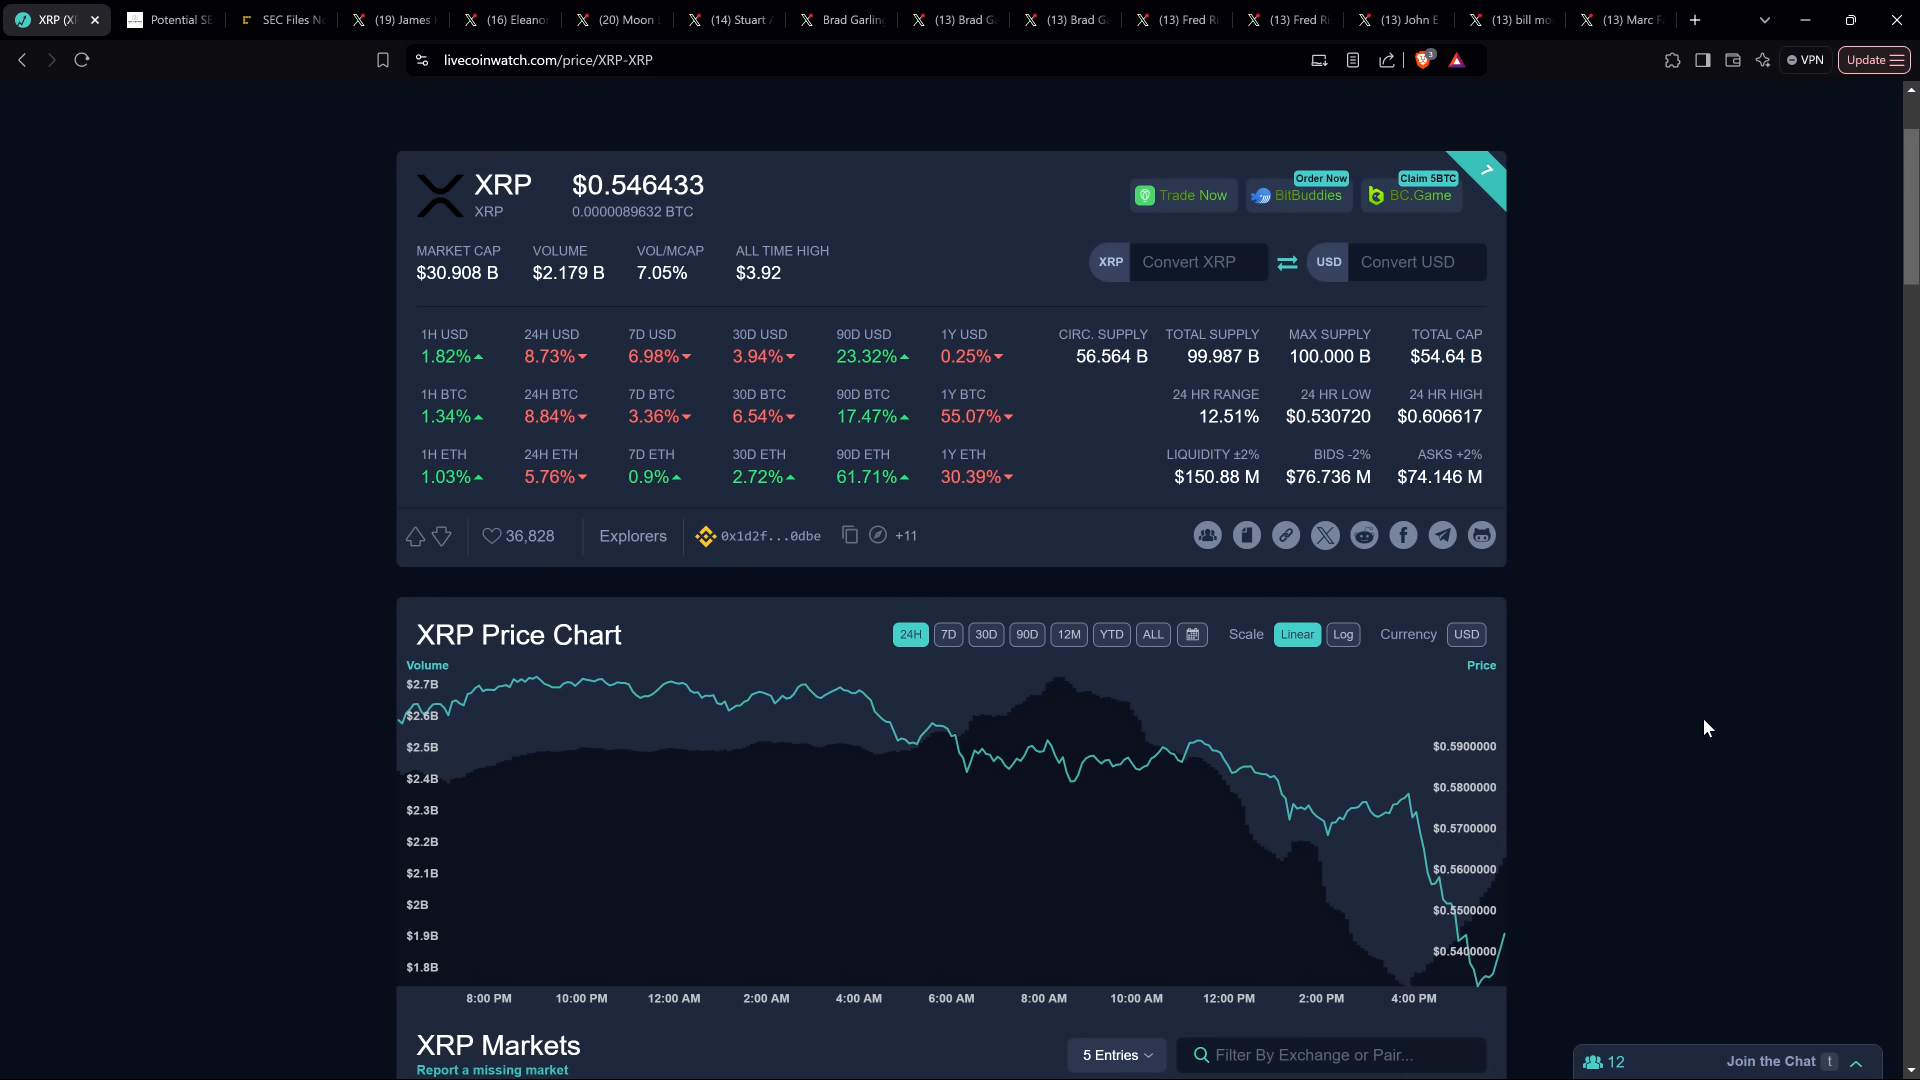 XRP (XR
Potential SE
SEC Files No
(19) James
(16) Eleanor
(20) Moon L
(14) Stuart A
Brad Garling
(13) Brad Ga
(13) Brad Ga
(13) Fred Ri
(13) Fred Ri
(13) John E
(13) bill mo
(13) Marc F
livecoinwatch.com/price/XRP-XRP
3
VPN
Update
XRP
XRP
$0.546433
0.0000089632 BTC
Trade Now
Order Now
BitBuddies
Claim 5BTC
BC.Game
7
MARKET CAP
$30.908 B
VOLUME
$2.179 B
VOL/MCAP
7.05%
ALL TIME HIGH
$3.92
XRP
Convert XRP
USD
Convert USD
1H USD 24H USD 7D USD 30D USD 90D USD 1Y USD CIRC. SUPPLY TOTAL SUPPLY MAX SUPPLY TOTAL CAP
1.82% 8.73% 6.98% 3.94% 23.32% 0.25% 56.564 B 99.987 B 100.000 B $54.64 B
1H BTC 24H BTC 7D BTC 30D BTC 90D BTC 1Y BTC 24 HR RANGE 24 HR LOW 24 HR HIGH
1.34% 8.84% 3.36% 6.54% 17.47% 55.07% 12.51% $0.530720 $0.606617
1H ETH 24H ETH 7D ETH 30D ETH 90D ETH 1Y ETH LIQUIDITY ±2% BIDS -2% ASKS +2%
1.03% 5.76% 0.9% 2.72% 61.71% 30.39% $150.88 M $76.736 M $74.146 M
36,828
Explorers
0x1d2f...0dbe
+11
XRP Price Chart
24H 7D 30D 90D 12M YTD ALL Scale Linear Log Currency USD
Volume
Price
$2.7B
$2.6B
$2.5B
$2.4B
$2.3B
$2.2B
$2.1B
$2B
$1.9B
$1.8B
$0.5900000
$0.5800000
$0.5700000
$0.5600000
$0.5500000
$0.5400000
8:00 PM 10:00 PM 12:00 AM 2:00 AM 4:00 AM 6:00 AM 8:00 AM 10:00 AM 12:00 PM 2:00 PM 4:00 PM
XRP Markets
Report a missing market
5 Entries
Filter By Exchange or Pair...
12
Join the Chat t